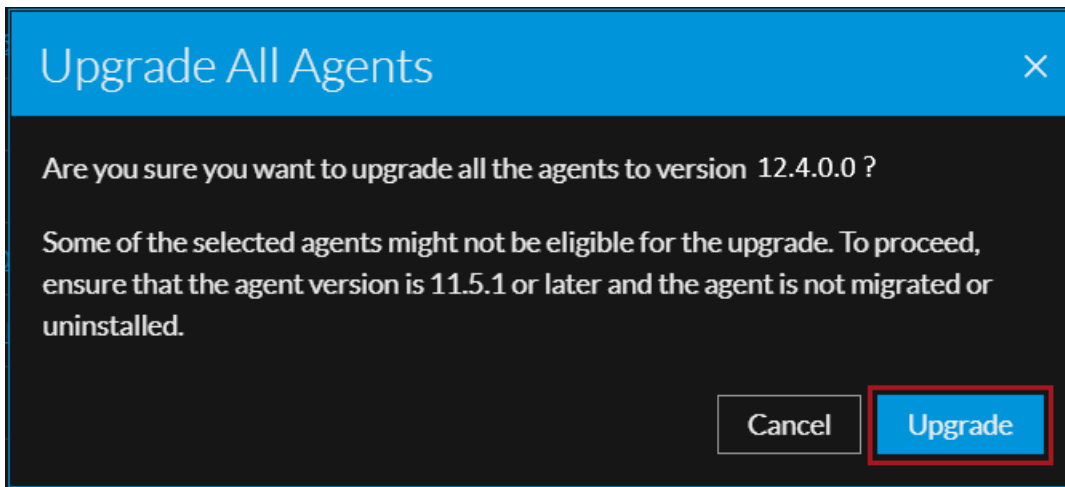 Upgrade All Agents
Are you sure you want to upgrade all the agents to version 12.4.0.0 ?
Some of the selected agents might not be eligible for the upgrade. To proceed,
ensure that the agent version is 11.5.1 or later and the agent is not migrated or
uninstalled.
Cancel Upgrade